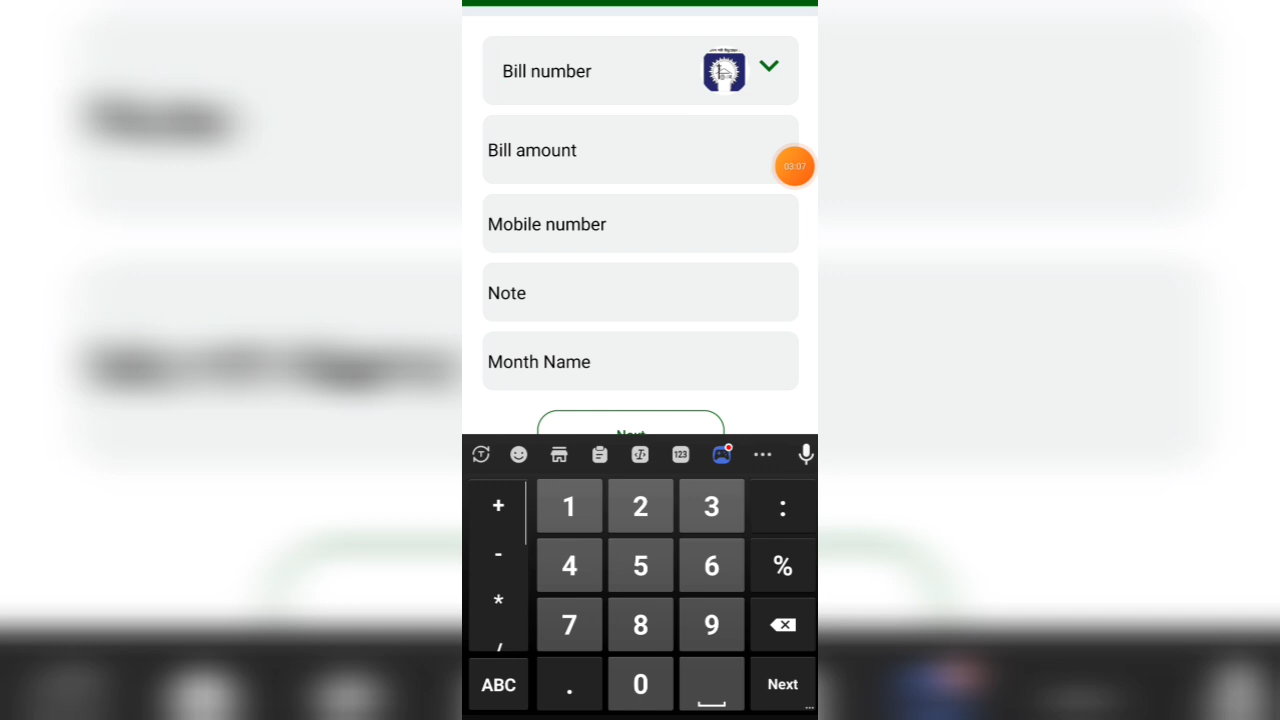 Bill number
Bill amount
03:07
Mobile number
Note
Month Name
Next
123
+ 1 2 3 :
- 4 5 6 %
* 7 8 9
/
ABC . 0 Next